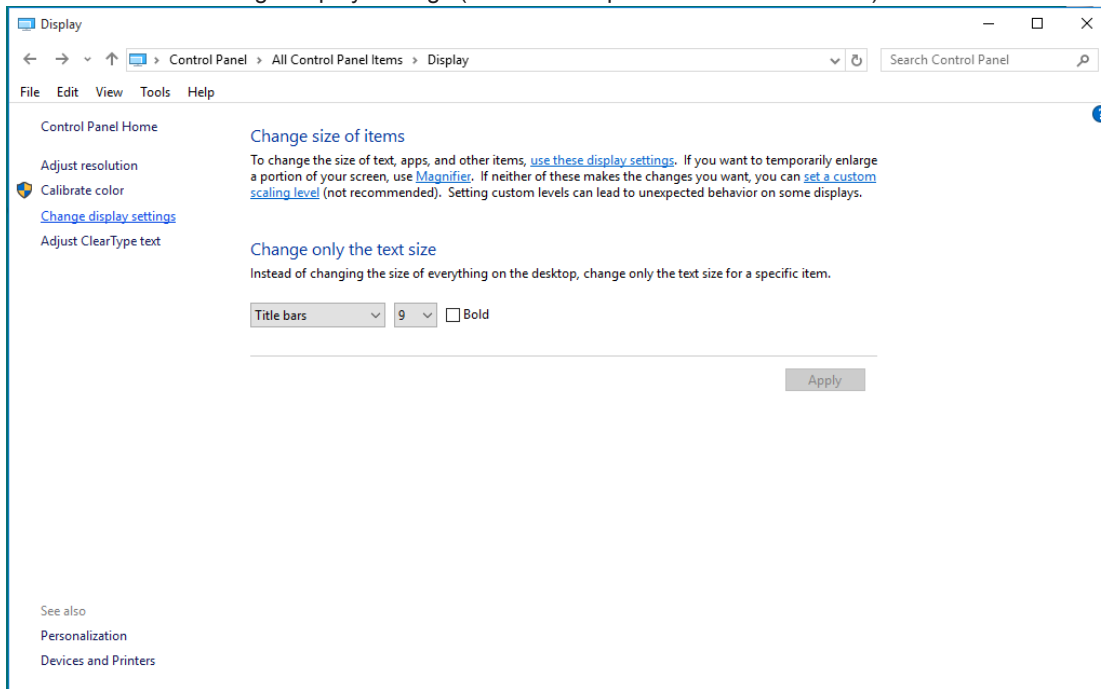 Display
Control Panel > All Control Panel Items > Display
Search Control Panel
File Edit View Tools Help
Control Panel Home
Adjust resolution
Calibrate color
Change display settings
Adjust ClearType text
Change size of items
To change the size of text, apps, and other items, use these display settings. If you want to temporarily enlarge
a portion of your screen, use Magnifier. If neither of these makes the changes you want, you can set a custom
scaling level (not recommended). Setting custom levels can lead to unexpected behavior on some displays.
Change only the text size
Instead of changing the size of everything on the desktop, change only the text size for a specific item.
Title bars 9 Bold
Apply
See also
Personalization
Devices and Printers